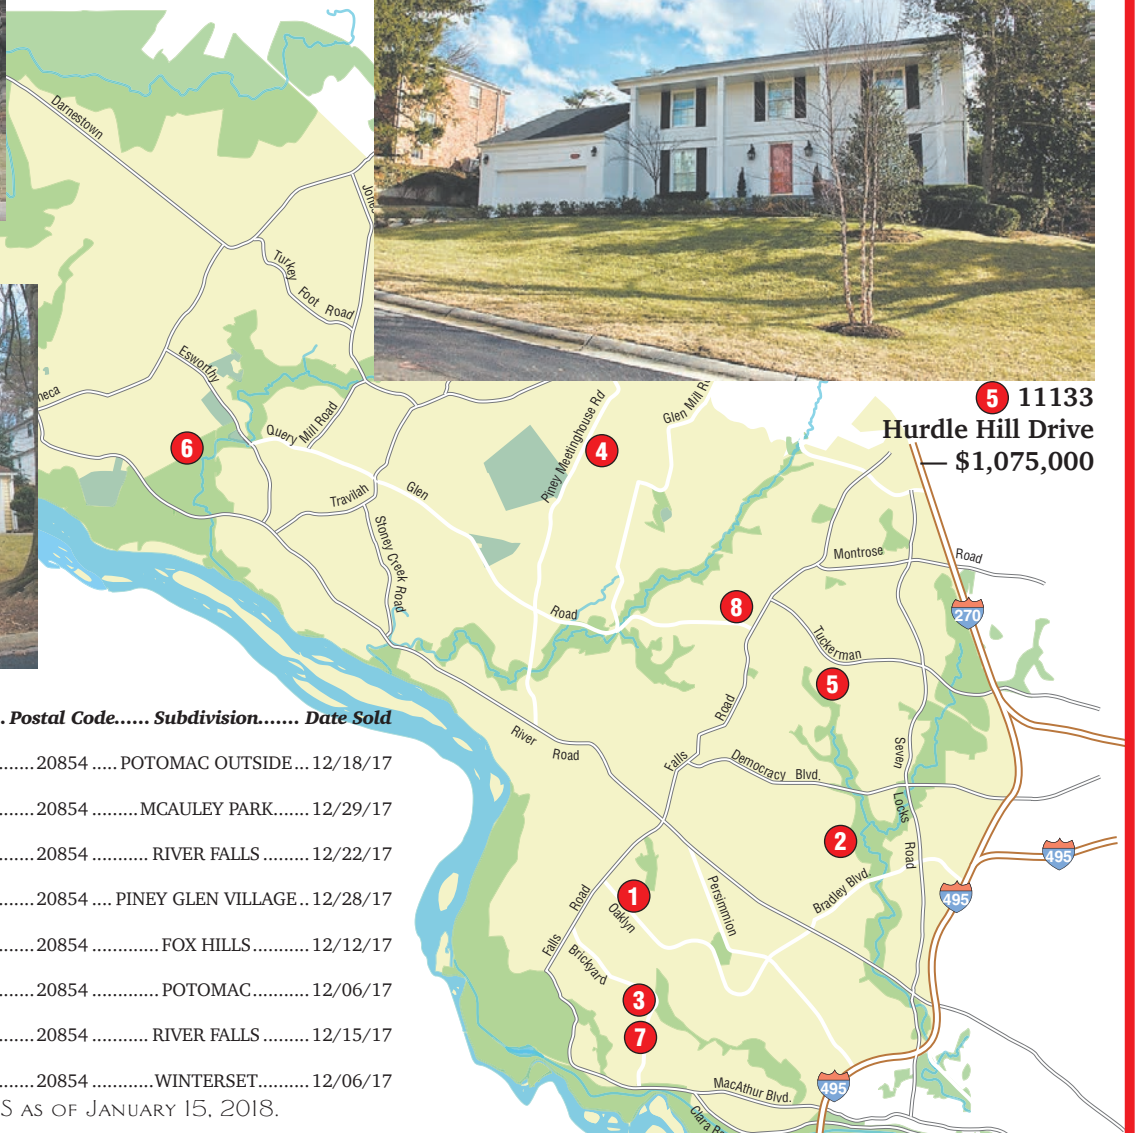 Darnestown
Turkey
Foot Road
Esworthy
Query Mill Road
6
Travilah
Glen
Stoney Creek
Road
Piney Meetinghouse Rd
4
Glen Mill
5 11133
Hurdle Hill Drive
— $1,075,000
Montrose
Road
270
8
Road
Tuckerman
5
River
Road
Road
Falls
Democracy Blvd.
Seven
Locks
Road
2
495
495
Bradley Blvd.
Persimmion
1
Oaklyn
Road
Falls
Brickyard
3
7
MacAthur Blvd.
495
Clara
Postal Code...... Subdivision....... Date Sold
20854 ..... POTOMAC OUTSIDE... 12/18/17
20854 ......... MCAULEY PARK....... 12/29/17
20854 ........... RIVER FALLS ......... 12/22/17
20854 .... PINEY GLEN VILLAGE.. 12/28/17
20854 ............. FOX HILLS........... 12/12/17
20854 ............. POTOMAC........... 12/06/17
20854 ........... RIVER FALLS ......... 12/15/17
20854 ............WINTERSET.......... 12/06/17
S AS OF JANUARY 15, 2018.